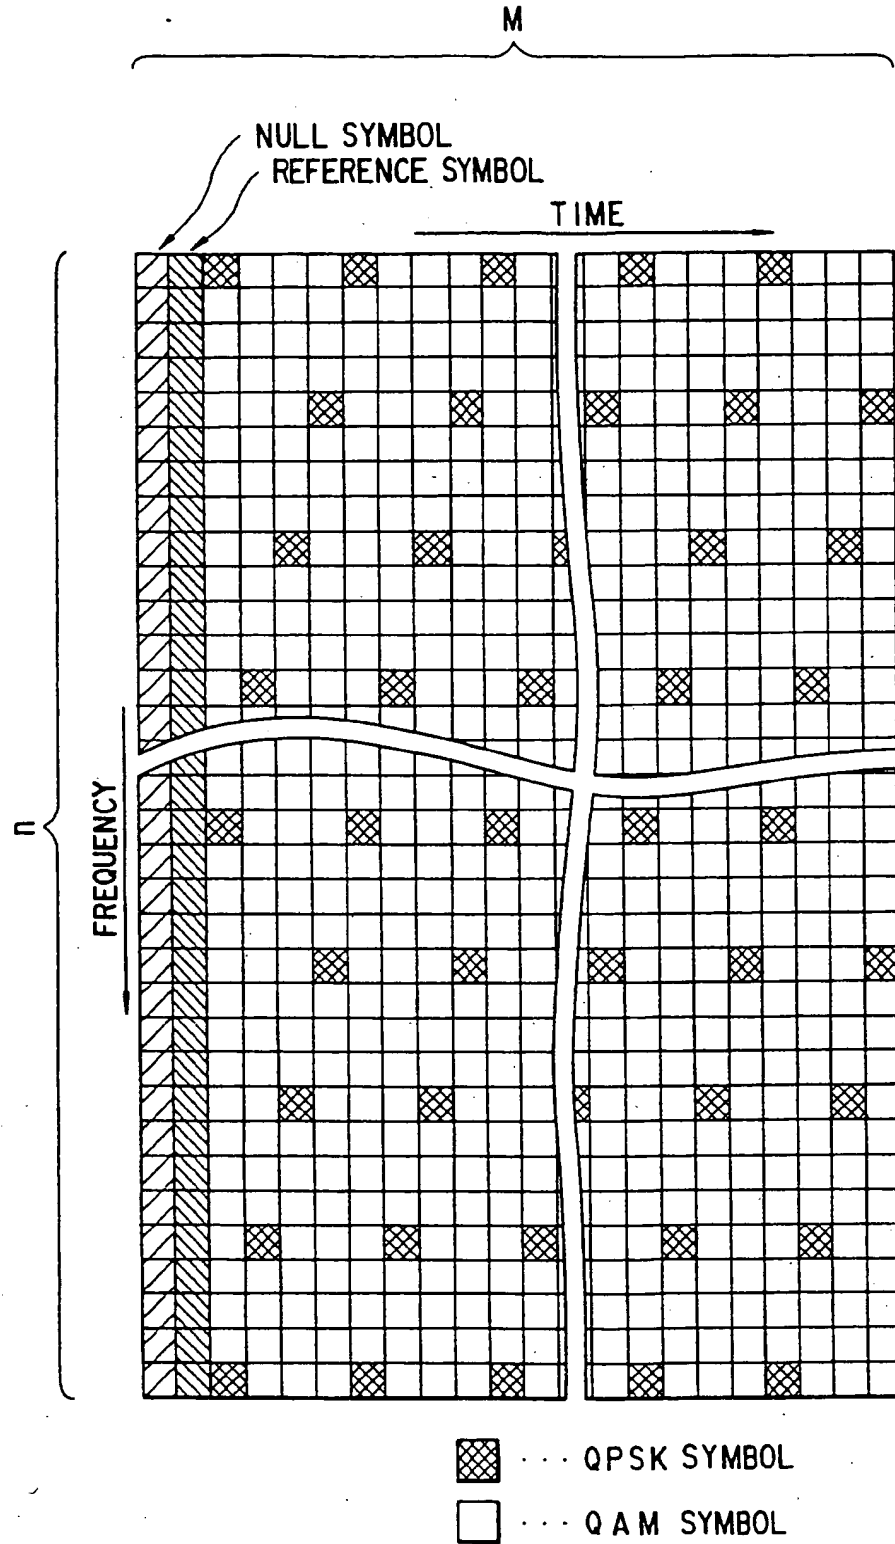 M
NULL SYMBOL
REFERENCE SYMBOL
TIME
n
FREQUENCY
··· QPSK SYMBOL
··· QAM SYMBOL